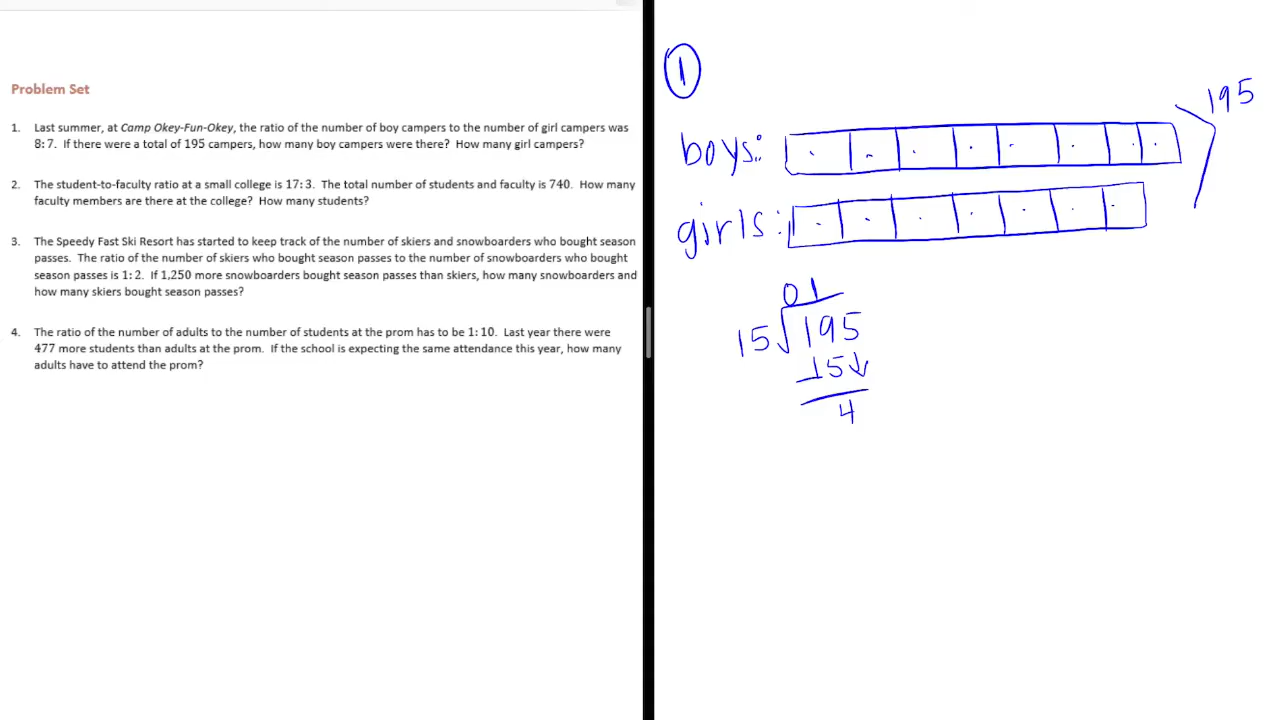 Problem Set
1. Last summer, at Camp Okey-Fun-Okey, the ratio of the number of boy campers to the number of girl campers was
8:7. If there were a total of 195 campers, how many boy campers were there? How many girl campers?
2. The student-to-faculty ratio at a small college is 17:3. The total number of students and faculty is 740. How many
faculty members are there at the college? How many students?
3. The Speedy Fast Ski Resort has started to keep track of the number of skiers and snowboarders who bought season
passes. The ratio of the number of skiers who bought season passes to the number of snowboarders who bought
season passes is 1:2. If 1,250 more snowboarders bought season passes than skiers, how many snowboarders and
how many skiers bought season passes?
4. The ratio of the number of adults to the number of students at the prom has to be 1:10. Last year there were
477 more students than adults at the prom. If the school is expecting the same attendance this year, how many
adults have to attend the prom?
1
195
boys:
girls:
01
15 195
15
4